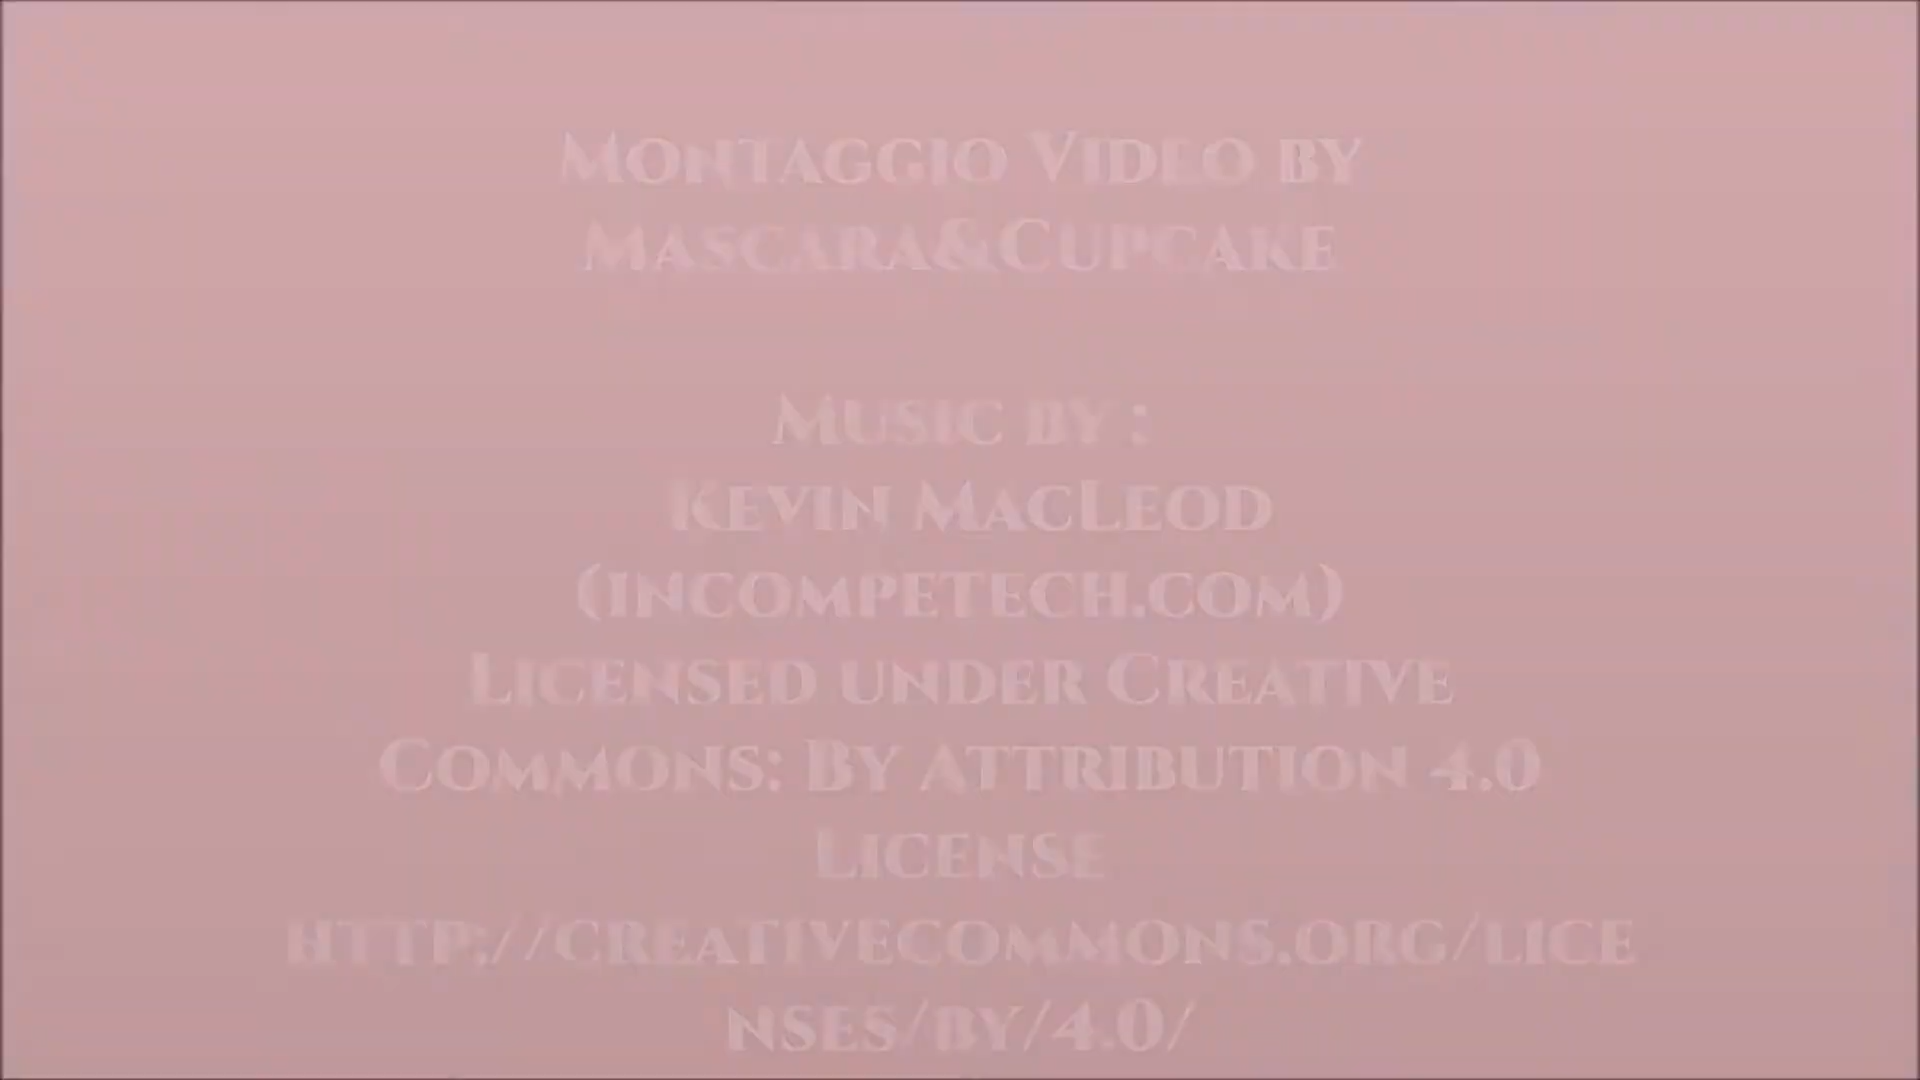 Montaggio Video by
Mascara&Cupcake
Music by :
Kevin MacLeod
(incompetech.com)
Licensed under Creative
Commons: By Attribution 4.0
License
http://creativecommons.org/lice
nses/by/4.0/